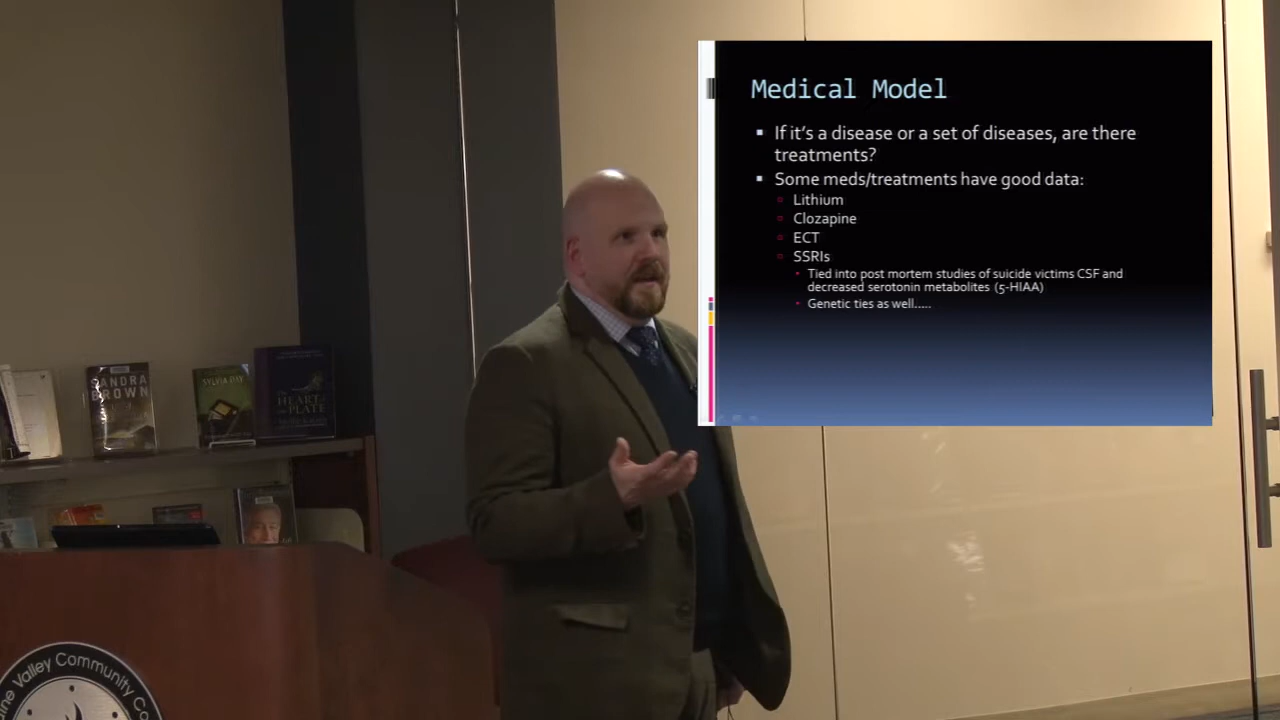 Medical Model
▪ If it's a disease or a set of diseases, are there
treatments?
▪ Some meds/treatments have good data:
▫ Lithium
▫ Clozapine
▫ ECT
▫ SSRIs
• Tied into post mortem studies of suicide victims CSF and
decreased serotonin metabolites (5-HIAA)
• Genetic ties as well.....
SANDRA
BROWN
SYLVIA DAY
HEART
PLATE
Valley Community